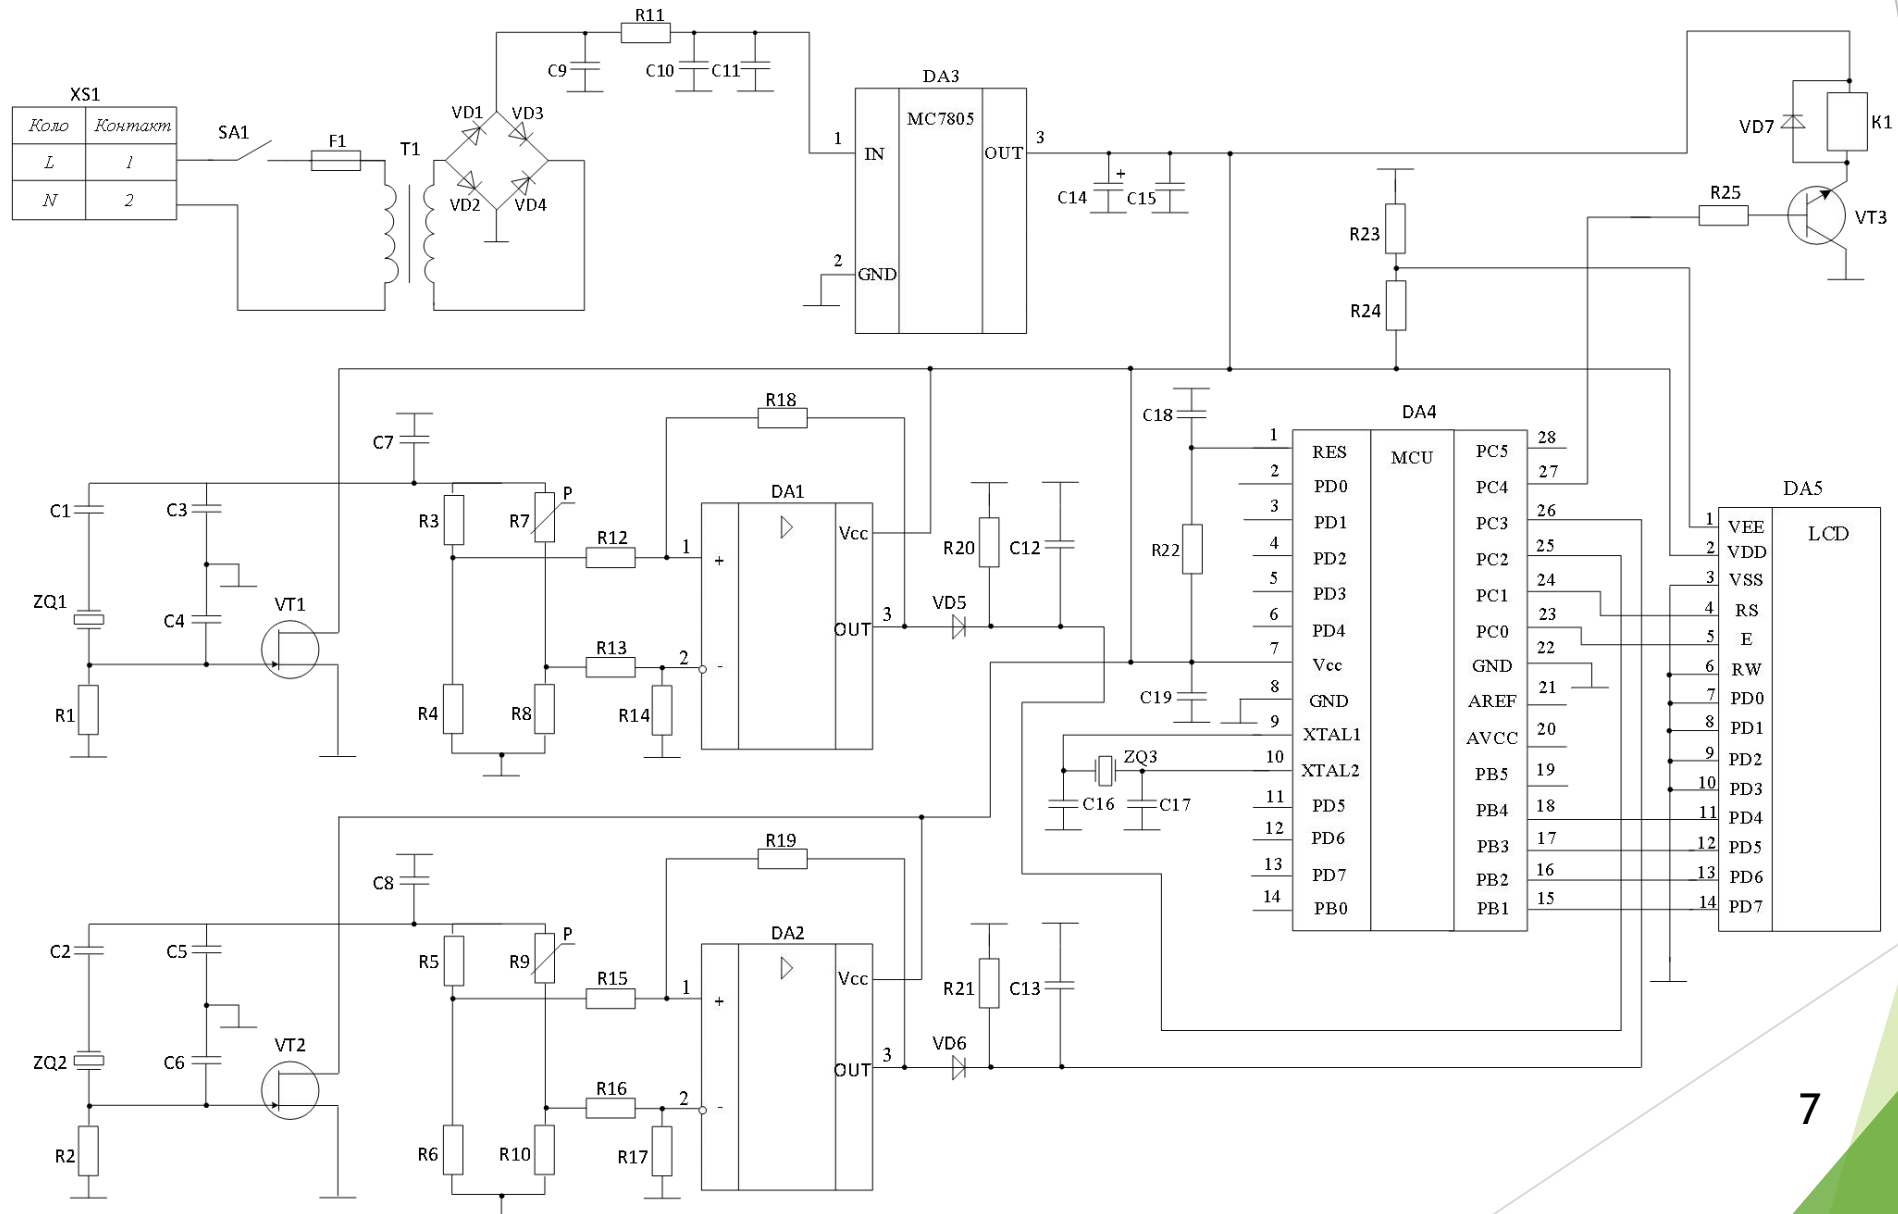 XS1
Коло Контакт
L 1
N 2
SA1
F1
T1
VD1
VD3
VD2
VD4
C9
R11
C10
C11
DA3
MC7805
1 IN
OUT 3
2 GND
C14
+
C15
VD7
K1
R25
VT3
R23
R24
C7
C1
C3
ZQ1
C4
VT1
R1
R3
R7
P
R4
R8
R12
R13
R14
R18
DA1
1 +
Vcc
OUT 3
2 -
VD5
R20
C12
C18
R22
C19
ZQ3
C16
C17
DA4
MCU
1 RES
2 PD0
3 PD1
4 PD2
5 PD3
6 PD4
7 Vcc
8 GND
9 XTAL1
10 XTAL2
11 PD5
12 PD6
13 PD7
14 PB0
PC5 28
PC4 27
PC3 26
PC2 25
PC1 24
PC0 23
GND 22
AREF 21
AVCC 20
PB5 19
PB4 18
PB3 17
PB2 16
PB1 15
DA5
LCD
1 VEE
2 VDD
3 VSS
4 RS
5 E
6 RW
7 PD0
8 PD1
9 PD2
10 PD3
11 PD4
12 PD5
13 PD6
14 PD7
C8
C2
C5
ZQ2
C6
VT2
R2
R5
R9
P
R6
R10
R15
R16
R17
R19
DA2
1 +
Vcc
OUT 3
2 -
VD6
R21
C13
7